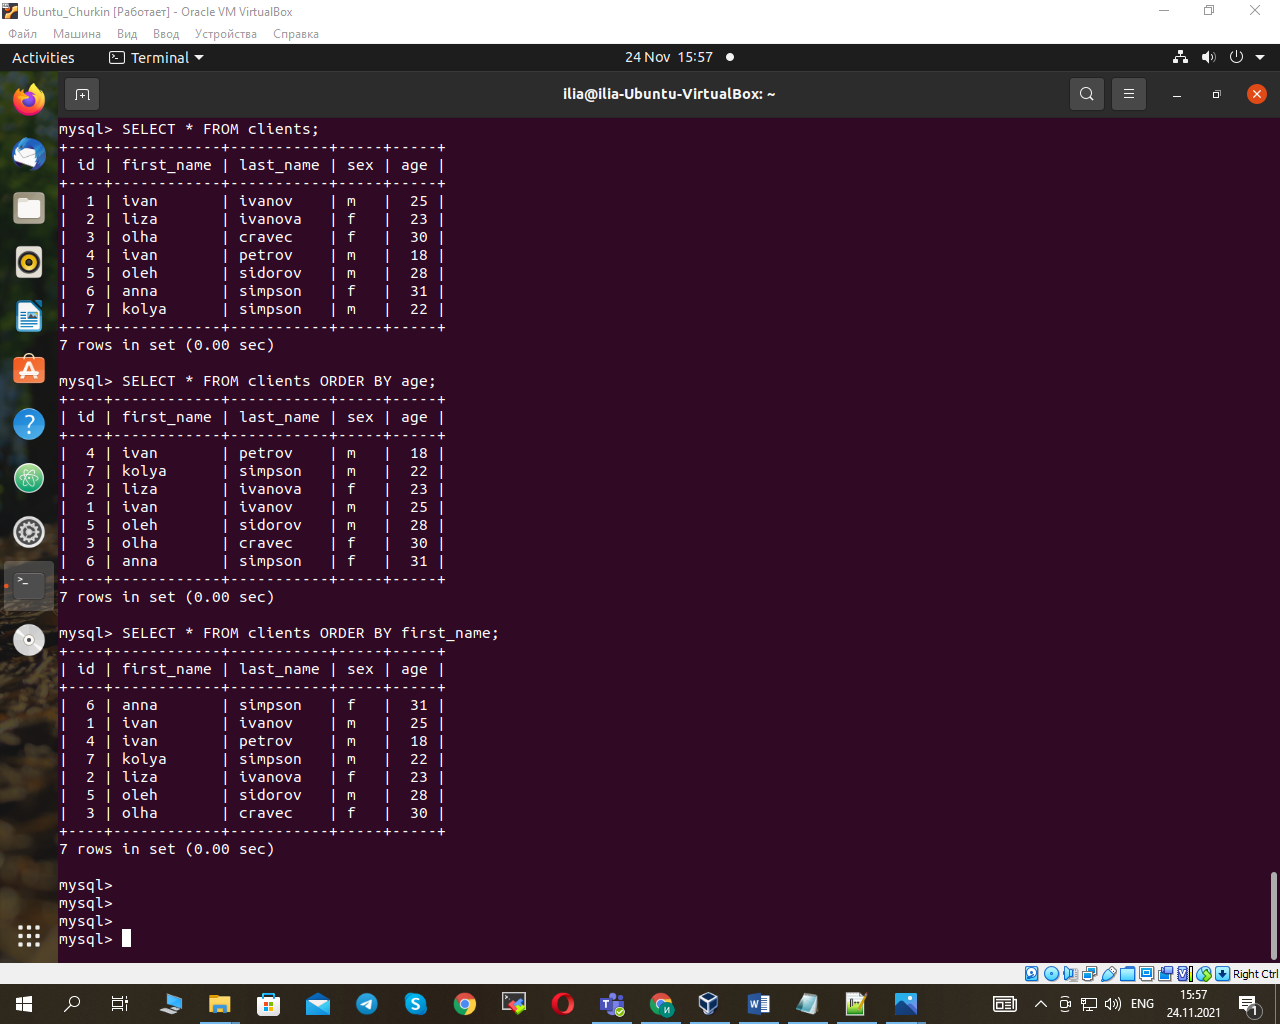 Ubuntu_Churkin [Работает] - Oracle VM VirtualBox
Файл Машина Вид Ввод Устройства Справка
Activities Terminal 24 Nov 15:57
ilia@ilia-Ubuntu-VirtualBox: ~
mysql> SELECT * FROM clients;
+----+------------+-----------+-----+-----+
| id | first_name | last_name | sex | age |
+----+------------+-----------+-----+-----+
|  1 | ivan       | ivanov    | m   |  25 |
|  2 | liza       | ivanova   | f   |  23 |
|  3 | olha       | cravec    | f   |  30 |
|  4 | ivan       | petrov    | m   |  18 |
|  5 | oleh       | sidorov   | m   |  28 |
|  6 | anna       | simpson   | f   |  31 |
|  7 | kolya      | simpson   | m   |  22 |
+----+------------+-----------+-----+-----+
7 rows in set (0.00 sec)
mysql> SELECT * FROM clients ORDER BY age;
+----+------------+-----------+-----+-----+
| id | first_name | last_name | sex | age |
+----+------------+-----------+-----+-----+
|  4 | ivan       | petrov    | m   |  18 |
|  7 | kolya      | simpson   | m   |  22 |
|  2 | liza       | ivanova   | f   |  23 |
|  1 | ivan       | ivanov    | m   |  25 |
|  5 | oleh       | sidorov   | m   |  28 |
|  3 | olha       | cravec    | f   |  30 |
|  6 | anna       | simpson   | f   |  31 |
+----+------------+-----------+-----+-----+
7 rows in set (0.00 sec)
mysql> SELECT * FROM clients ORDER BY first_name;
+----+------------+-----------+-----+-----+
| id | first_name | last_name | sex | age |
+----+------------+-----------+-----+-----+
|  6 | anna       | simpson   | f   |  31 |
|  1 | ivan       | ivanov    | m   |  25 |
|  4 | ivan       | petrov    | m   |  18 |
|  7 | kolya      | simpson   | m   |  22 |
|  2 | liza       | ivanova   | f   |  23 |
|  5 | oleh       | sidorov   | m   |  28 |
|  3 | olha       | cravec    | f   |  30 |
+----+------------+-----------+-----+-----+
7 rows in set (0.00 sec)
mysql>
mysql>
mysql>
mysql>
Right Ctrl
ENG
15:57
24.11.2021
1